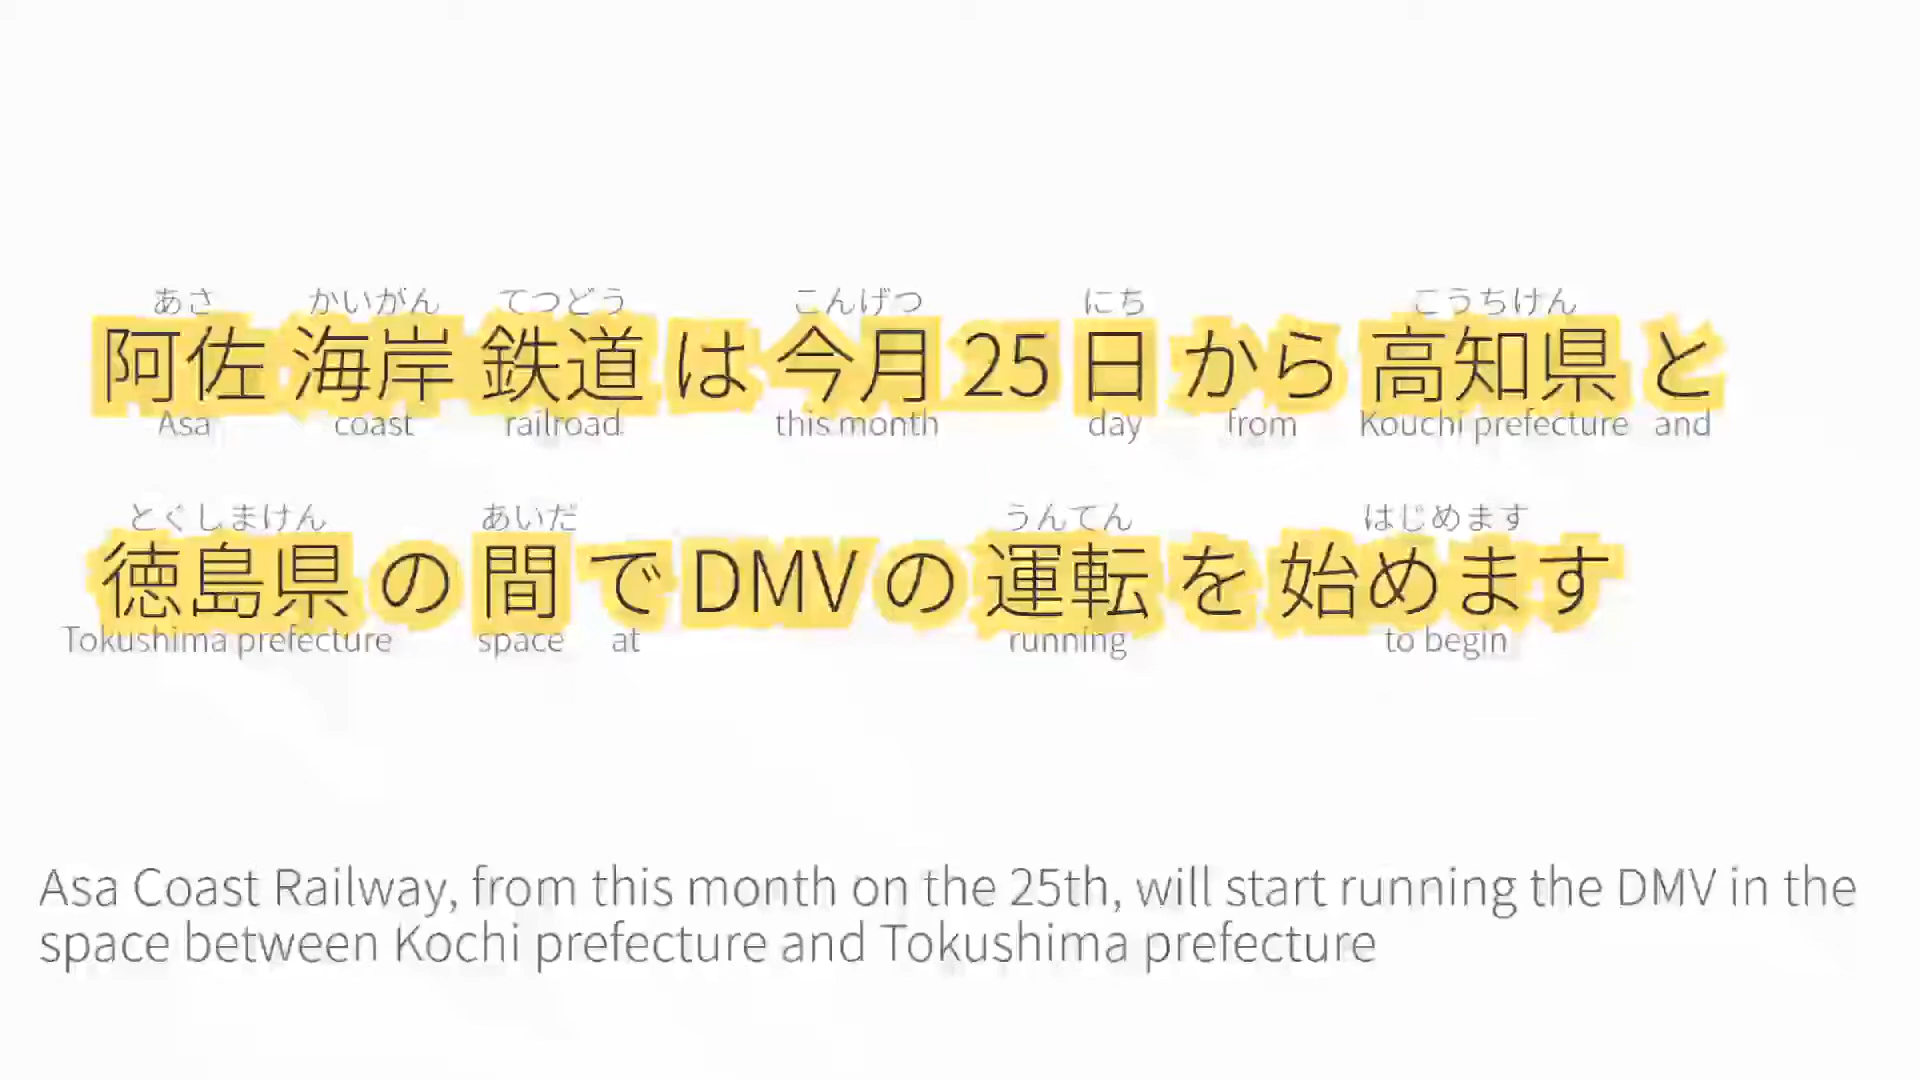 あさ かいがん てつどう こんげつ にち こうちけん
阿佐 海岸 鉄道 は 今月 25 日 から 高知県 と
Asa coast railroad this month day from Kouchi prefecture and
とくしまけん あいだ うんてん はじめます
徳島県 の 間 で DMV の 運転 を 始めます
Tokushima prefecture space at running to begin
Asa Coast Railway, from this month on the 25th, will start running the DMV in the
space between Kochi prefecture and Tokushima prefecture